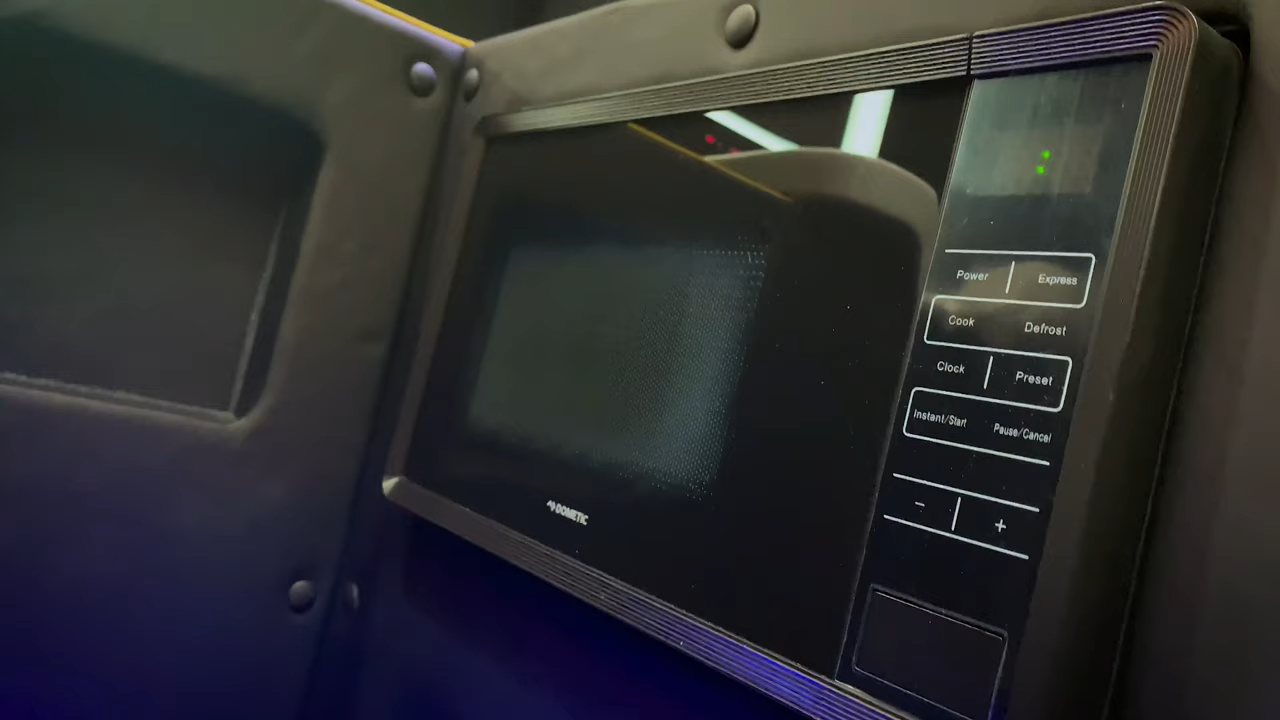 Power Express
Cook Defrost
Clock Preset
Instant/Start Pause/Cancel
- +
DOMETIC